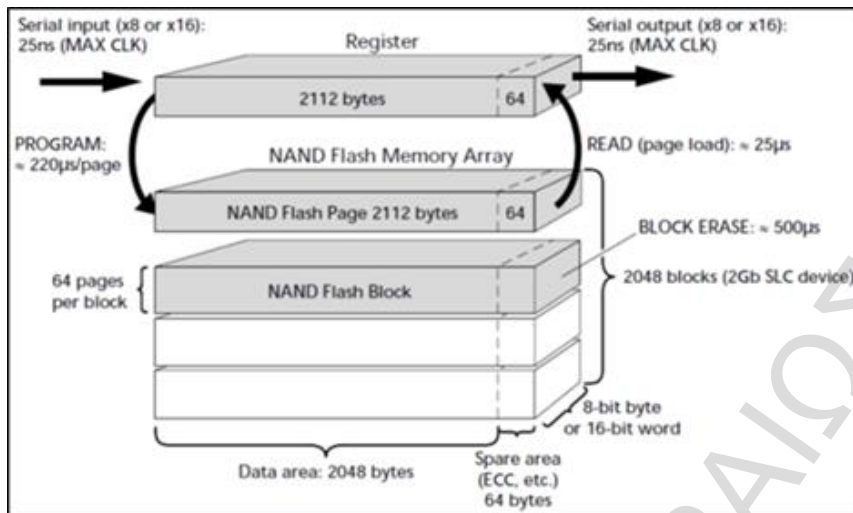 Serial input (x8 or x16):
25ns (MAX CLK)
Serial output (x8 or x16):
25ns (MAX CLK)
Register
2112 bytes
64
PROGRAM:
≈ 220µs/page
READ (page load): ≈ 25µs
NAND Flash Memory Array
NAND Flash Page 2112 bytes
64
BLOCK ERASE: ≈ 500µs
64 pages
per block
NAND Flash Block
2048 blocks (2Gb SLC device)
8-bit byte
or 16-bit word
Data area: 2048 bytes
Spare area
(ECC, etc.)
64 bytes
ΡΑΙΩΣ